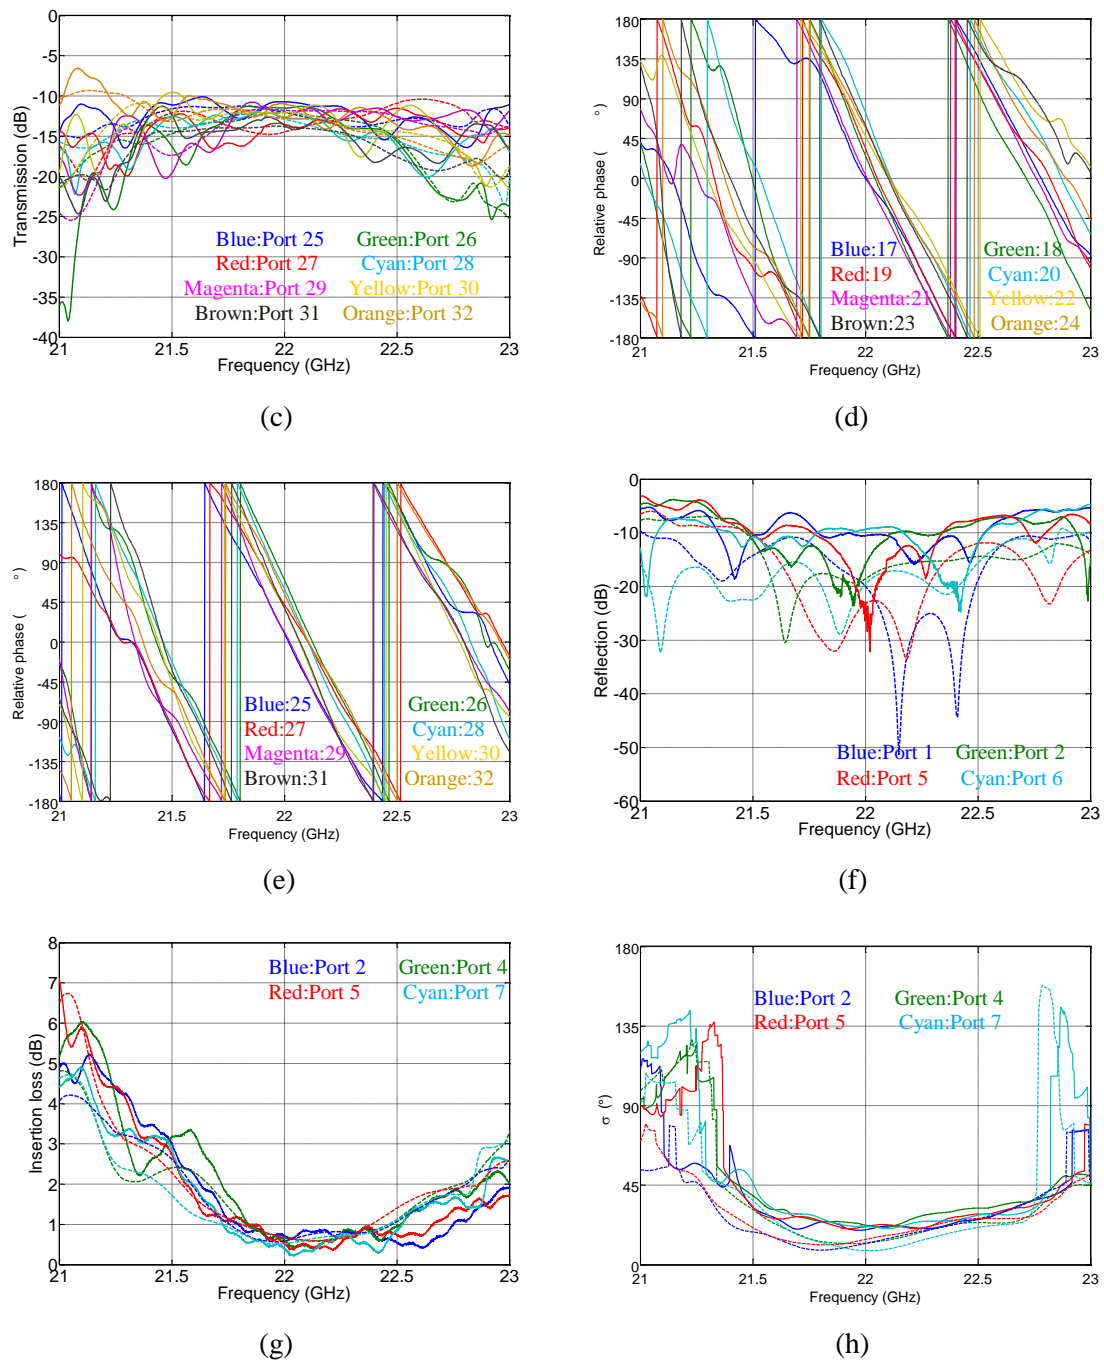 0
-5
-10
-15
-20
-25
-30
-35
-40
Transmission (dB)
Blue:Port 25 Green:Port 26
Red:Port 27 Cyan:Port 28
Magenta:Port 29 Yellow:Port 30
Brown:Port 31 Orange:Port 32
21 21.5 22 22.5 23
Frequency (GHz)
(c)
180
135
90
45
0
-45
-90
-135
-180
Relative phase ( °)
Blue:17 Green:18
Red:19 Cyan:20
Magenta:21 Yellow:22
Brown:23 Orange:24
21 21.5 22 22.5 23
Frequency (GHz)
(d)
180
135
90
45
0
-45
-90
-135
-180
Relative phase ( °)
Blue:25 Green:26
Red:27 Cyan:28
Magenta:29 Yellow:30
Brown:31 Orange:32
21 21.5 22 22.5 23
Frequency (GHz)
(e)
0
-10
-20
-30
-40
-50
-60
Reflection (dB)
Blue:Port 1 Green:Port 2
Red:Port 5 Cyan:Port 6
21 21.5 22 22.5 23
Frequency (GHz)
(f)
8
7
6
5
4
3
2
1
0
Insertion loss (dB)
Blue:Port 2 Green:Port 4
Red:Port 5 Cyan:Port 7
21 21.5 22 22.5 23
Frequency (GHz)
(g)
180
135
90
45
0
σ (°)
Blue:Port 2 Green:Port 4
Red:Port 5 Cyan:Port 7
21 21.5 22 22.5 23
Frequency (GHz)
(h)